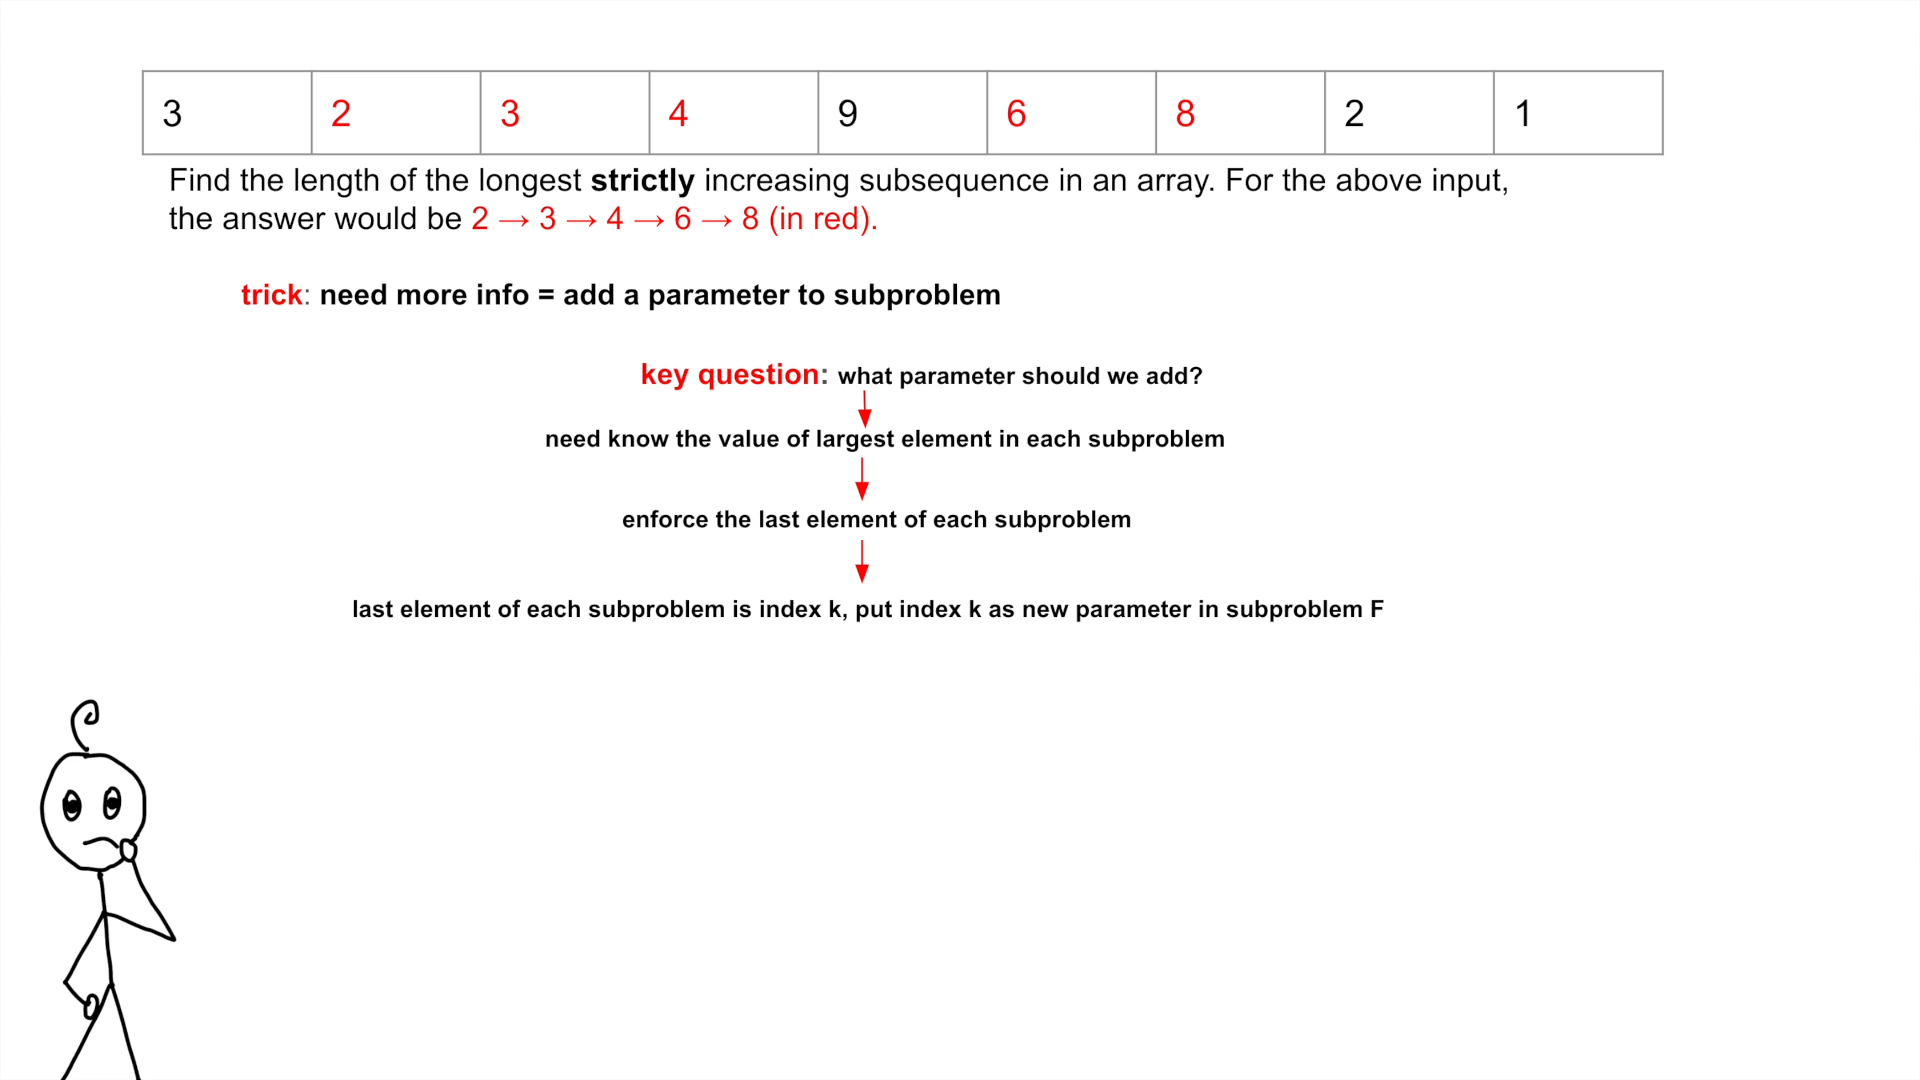 3 2 3 4 9 6 8 2 1
Find the length of the longest strictly increasing subsequence in an array. For the above input,
the answer would be 2 → 3 → 4 → 6 → 8 (in red).
trick: need more info = add a parameter to subproblem
key question: what parameter should we add?
need know the value of largest element in each subproblem
enforce the last element of each subproblem
last element of each subproblem is index k, put index k as new parameter in subproblem F